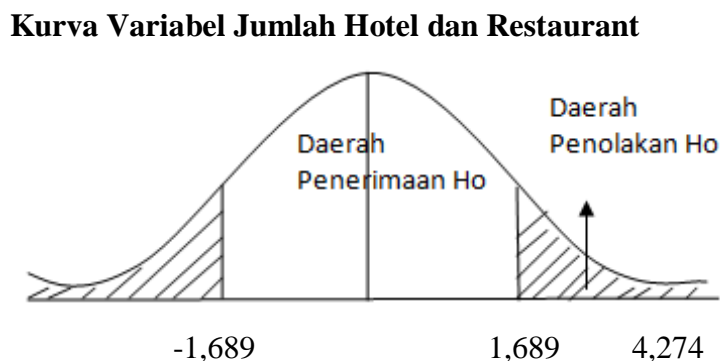 Kurva Variabel Jumlah Hotel dan Restaurant
Daerah
Penolakan Ho
Daerah
Penerimaan Ho
-1,689 1,689 4,274